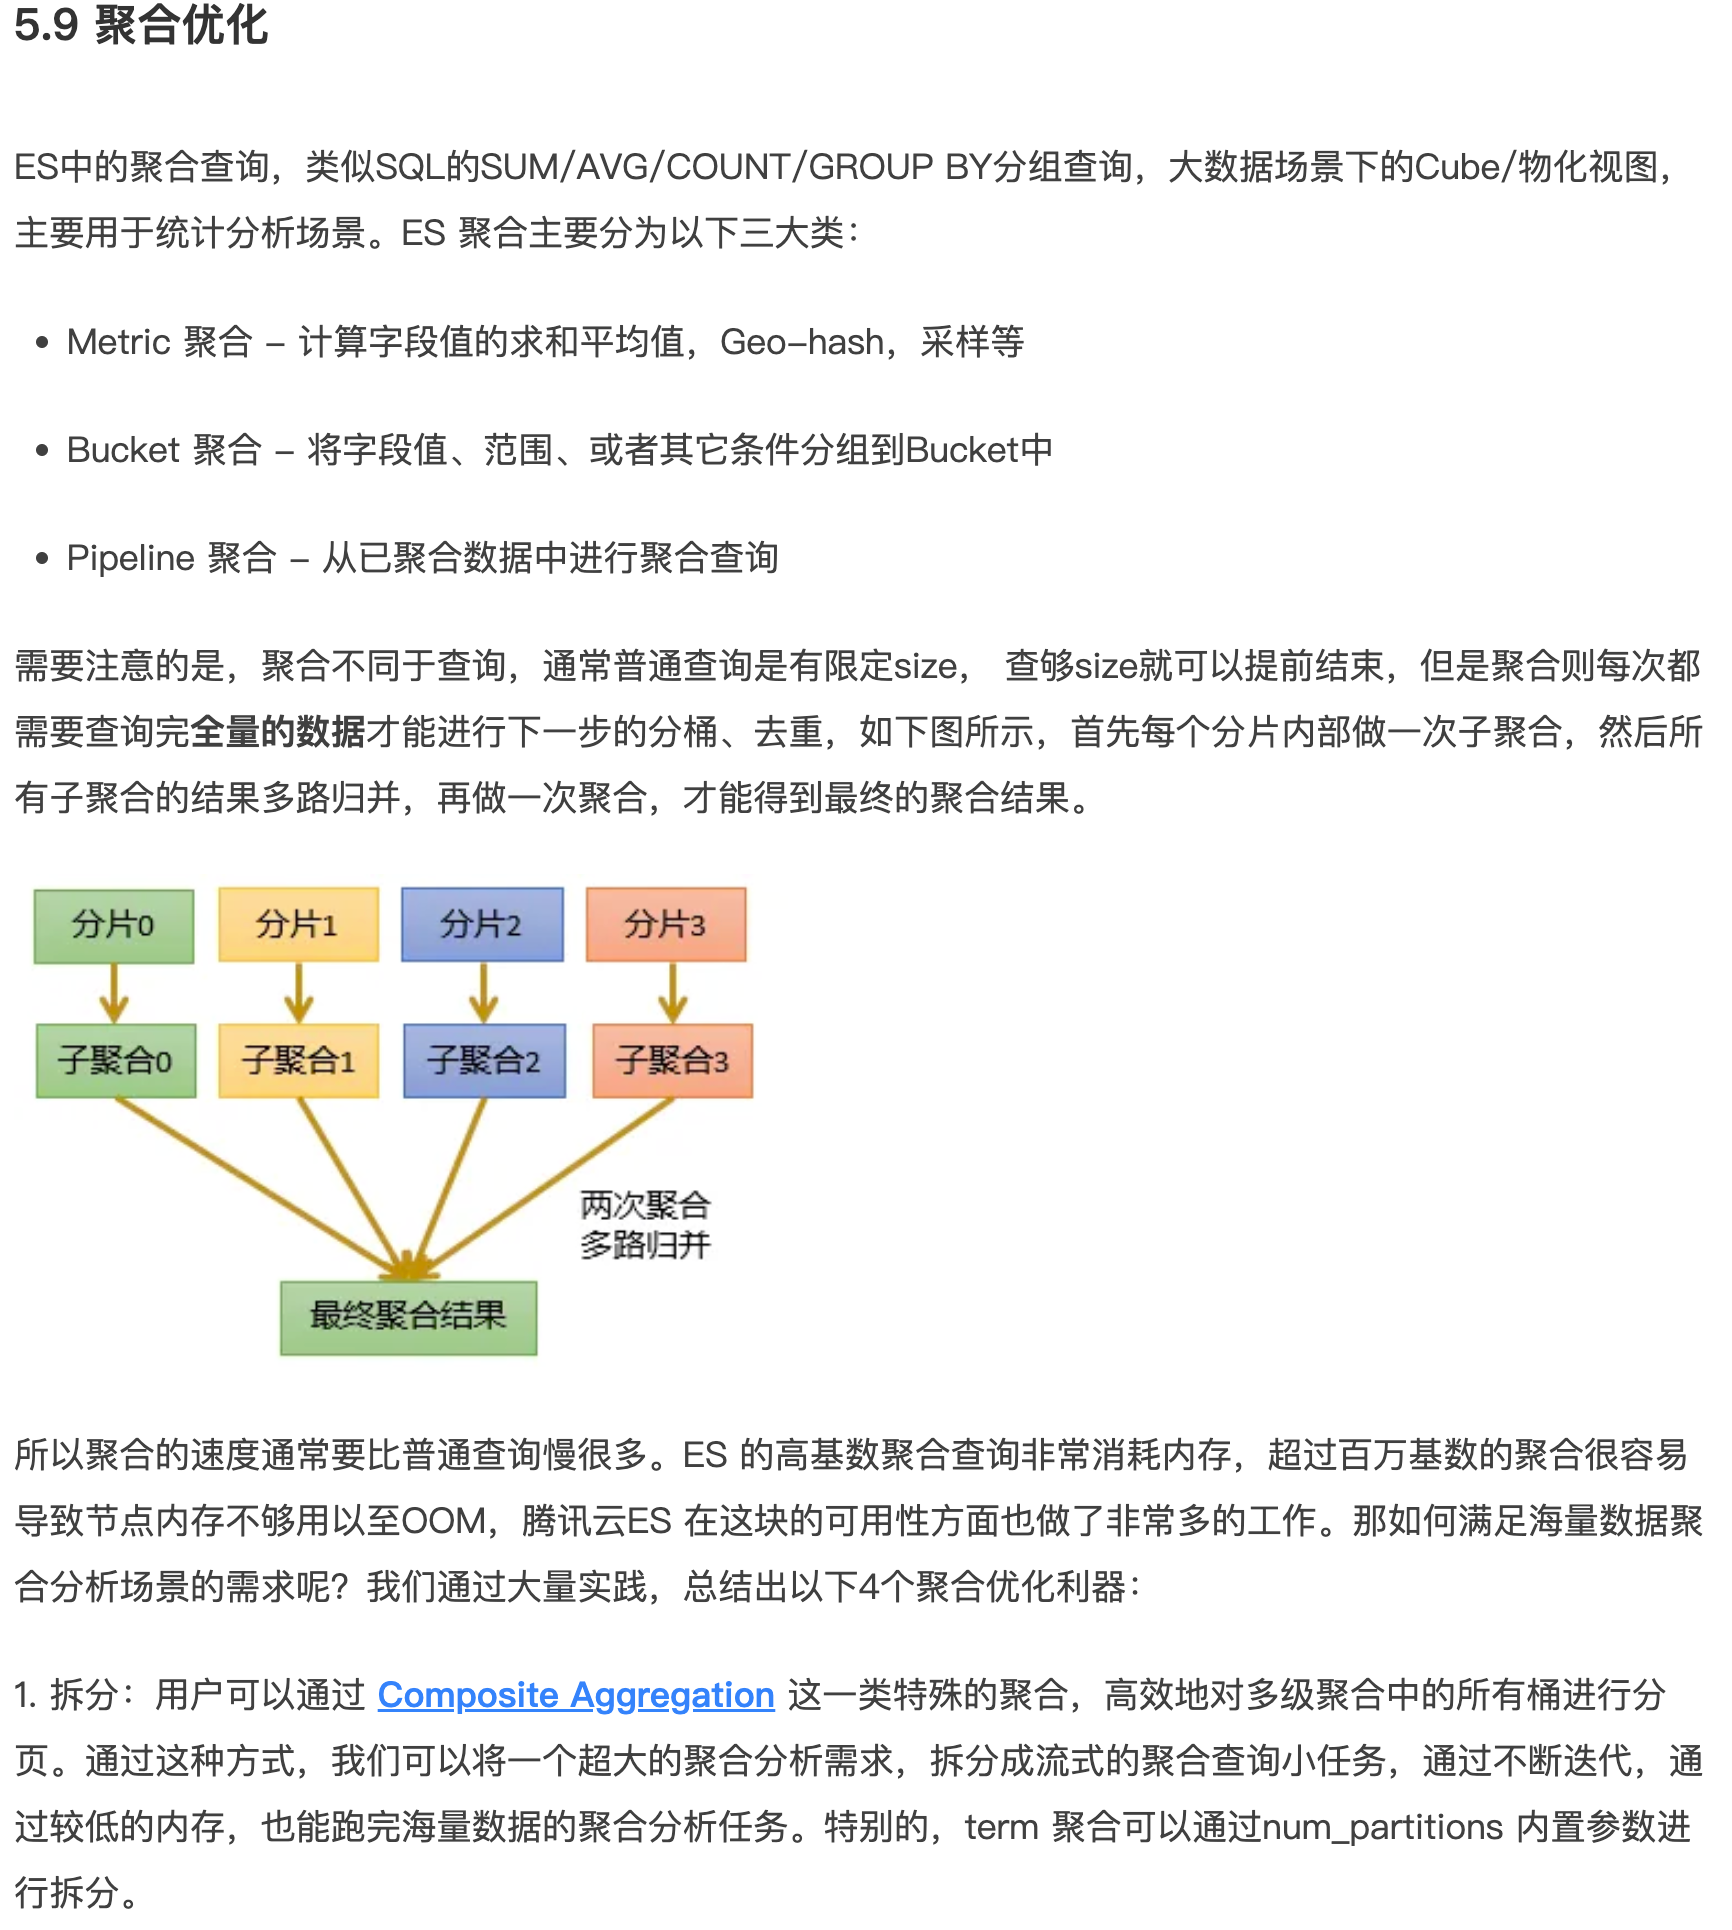 5.9 聚合优化
ES中的聚合查询，类似SQL的SUM/AVG/COUNT/GROUP BY分组查询，大数据场景下的Cube/物化视图，
主要用于统计分析场景。ES 聚合主要分为以下三大类：
• Metric 聚合 – 计算字段值的求和平均值，Geo–hash，采样等
• Bucket 聚合 – 将字段值、范围、或者其它条件分组到Bucket中
• Pipeline 聚合 – 从已聚合数据中进行聚合查询
需要注意的是，聚合不同于查询，通常普通查询是有限定size， 查够size就可以提前结束，但是聚合则每次都
需要查询完全量的数据才能进行下一步的分桶、去重，如下图所示，首先每个分片内部做一次子聚合，然后所
有子聚合的结果多路归并，再做一次聚合，才能得到最终的聚合结果。
分片0 分片1 分片2 分片3
子聚合0 子聚合1 子聚合2 子聚合3
两次聚合
多路归并
最终聚合结果
所以聚合的速度通常要比普通查询慢很多。ES 的高基数聚合查询非常消耗内存，超过百万基数的聚合很容易
导致节点内存不够用以至OOM，腾讯云ES 在这块的可用性方面也做了非常多的工作。那如何满足海量数据聚
合分析场景的需求呢？我们通过大量实践，总结出以下4个聚合优化利器：
1. 拆分：用户可以通过 Composite Aggregation 这一类特殊的聚合，高效地对多级聚合中的所有桶进行分
页。通过这种方式，我们可以将一个超大的聚合分析需求，拆分成流式的聚合查询小任务，通过不断迭代，通
过较低的内存，也能跑完海量数据的聚合分析任务。特别的，term 聚合可以通过num_partitions 内置参数进
行拆分。